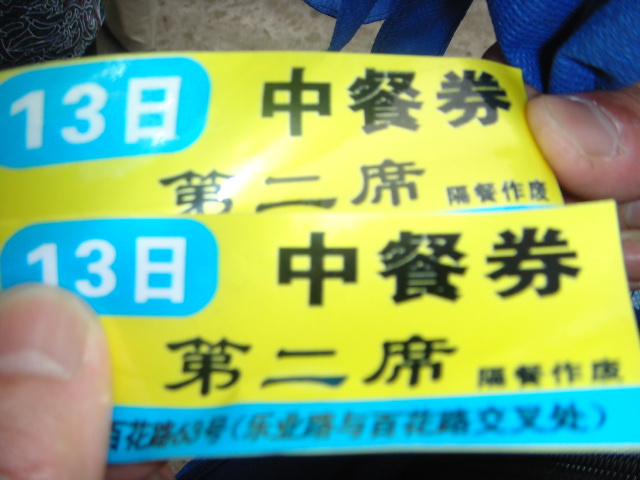 13日 中餐券
第二席 隔餐作废
13日 中餐券
第二席 隔餐作废
百花路63号(乐业路与百花路交叉处)